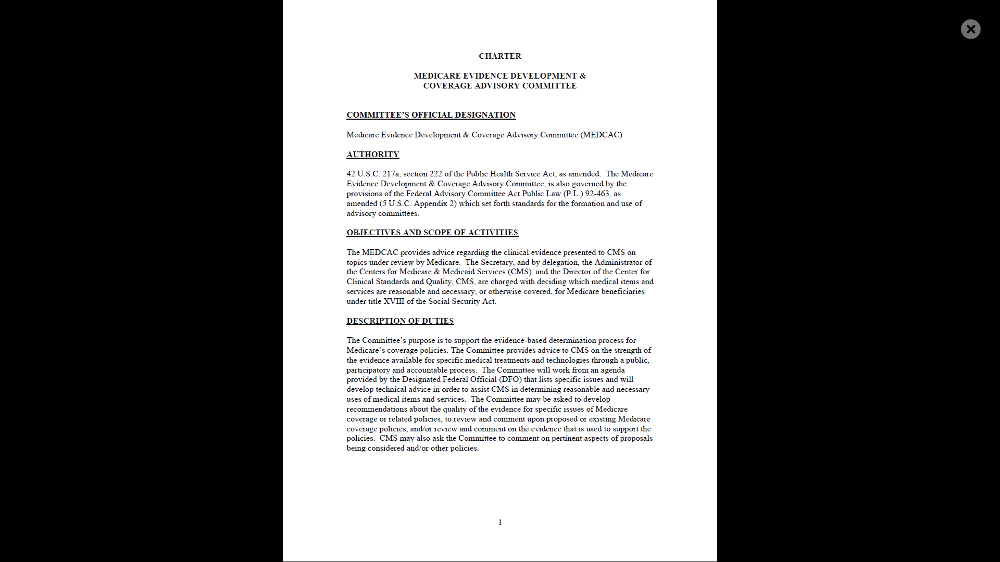 CHARTER
MEDICARE EVIDENCE DEVELOPMENT &
COVERAGE ADVISORY COMMITTEE
COMMITTEE’S OFFICIAL DESIGNATION
Medicare Evidence Development & Coverage Advisory Committee (MEDCAC)
AUTHORITY
42 U.S.C. 217a, section 222 of the Public Health Service Act, as amended.  The Medicare
Evidence Development & Coverage Advisory Committee, is also governed by the
provisions of the Federal Advisory Committee Act Public Law (P.L.) 92-463, as
amended (5 U.S.C. Appendix 2) which set forth standards for the formation and use of
advisory committees.
OBJECTIVES AND SCOPE OF ACTIVITIES
The MEDCAC provides advice regarding the clinical evidence presented to CMS on
topics under review by Medicare.  The Secretary, and by delegation, the Administrator of
the Centers for Medicare & Medicaid Services (CMS), and the Director of the Center for
Clinical Standards and Quality, CMS, are charged with deciding which medical items and
services are reasonable and necessary, or otherwise covered, for Medicare beneficiaries
under title XVIII of the Social Security Act.
DESCRIPTION OF DUTIES
The Committee’s purpose is to support the evidence-based determination process for
Medicare’s coverage policies. The Committee provides advice to CMS on the strength of
the evidence available for specific medical treatments and technologies through a public,
participatory and accountable process.  The Committee will work from an agenda
provided by the Designated Federal Official (DFO) that lists specific issues and will
develop technical advice in order to assist CMS in determining reasonable and necessary
uses of medical items and services.  The Committee may be asked to develop
recommendations about the quality of the evidence for specific issues of Medicare
coverage or related policies, to review and comment upon proposed or existing Medicare
coverage policies, and/or review and comment on the evidence that is used to support the
policies.  CMS may also ask the Committee to comment on pertinent aspects of proposals
being considered and/or other policies.
1